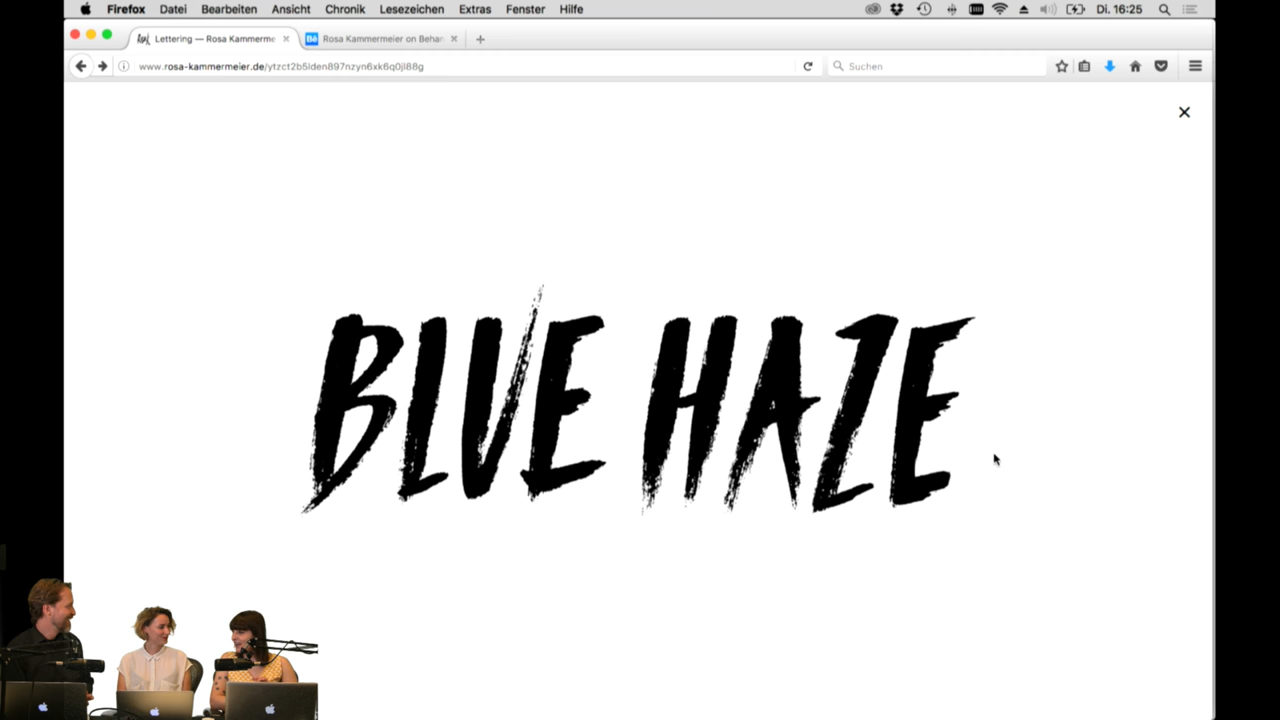 Firefox Datei Bearbeiten Ansicht Chronik Lesezeichen Extras Fenster Hilfe Di. 16:25
Lettering — Rosa Kammerme Bē Rosa Kammermeier on Behan
www.rosa-kammermeier.de/ytzct2b5lden897nzyn6xk6q0jl88g Suchen
BLUE HAZE